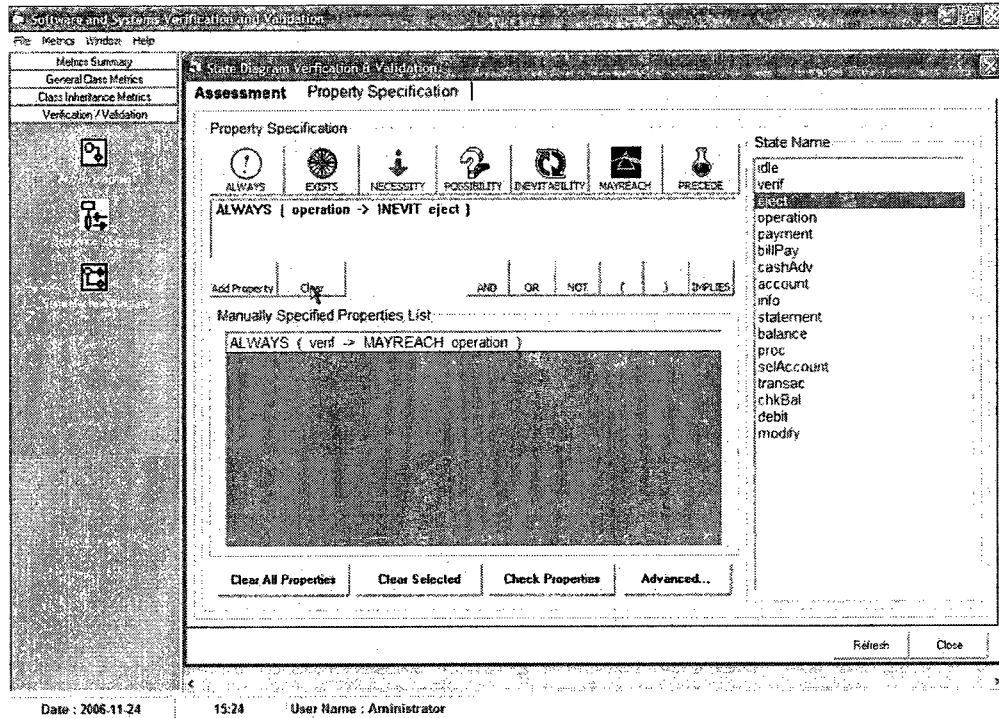 Software and Systems Verification and Validation
File Metrics Window Help
Metrics Summary
General Class Metrics
Class Inheritance Metrics
Verification / Validation
State Diagram Verfication & Validation
Assessment Property Specification
Property Specification
ALWAYS EXISTS NECESSITY POSSIBILITY INEVITABILITY MAYREACH PRECEDE
ALWAYS ( operation -> INEVIT eject )
Add Property Clear AND OR NOT ( ) IMPLIES
Manually Specified Properties List
ALWAYS ( verif -> MAYREACH operation )
Clear All Properties Clear Selected Check Properties Advanced...
State Name
idle
verif
eject
operation
payment
billPay
cashAdv
account
info
statement
balance
proc
selAccount
transac
chkBal
debit
modify
Refresh Close
Date : 2006-11-24 15:24 User Name : Aministrator